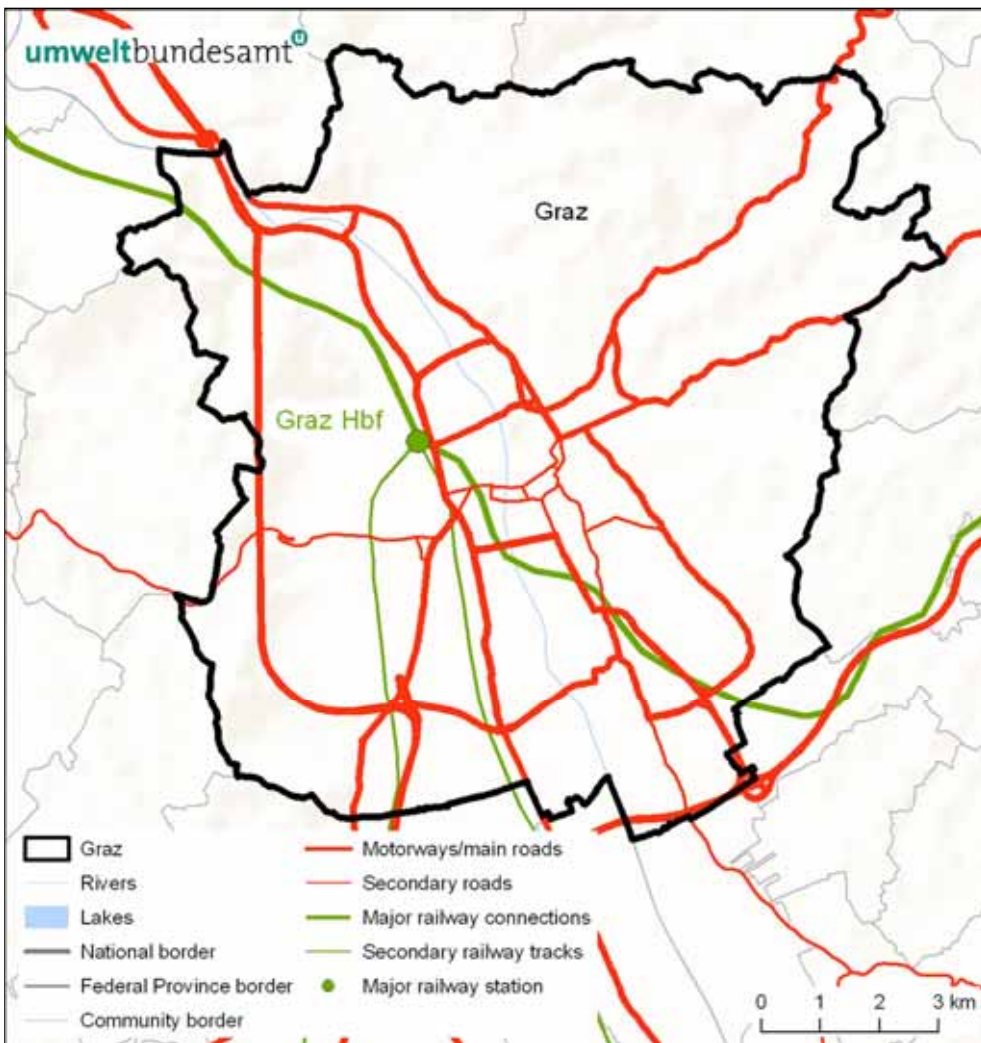 umweltbundesamt
u
Graz
Graz Hbf
Graz
Rivers
Lakes
National border
Federal Province border
Community border
Motorways/main roads
Secondary roads
Major railway connections
Secondary railway tracks
Major railway station
0 1 2 3 km